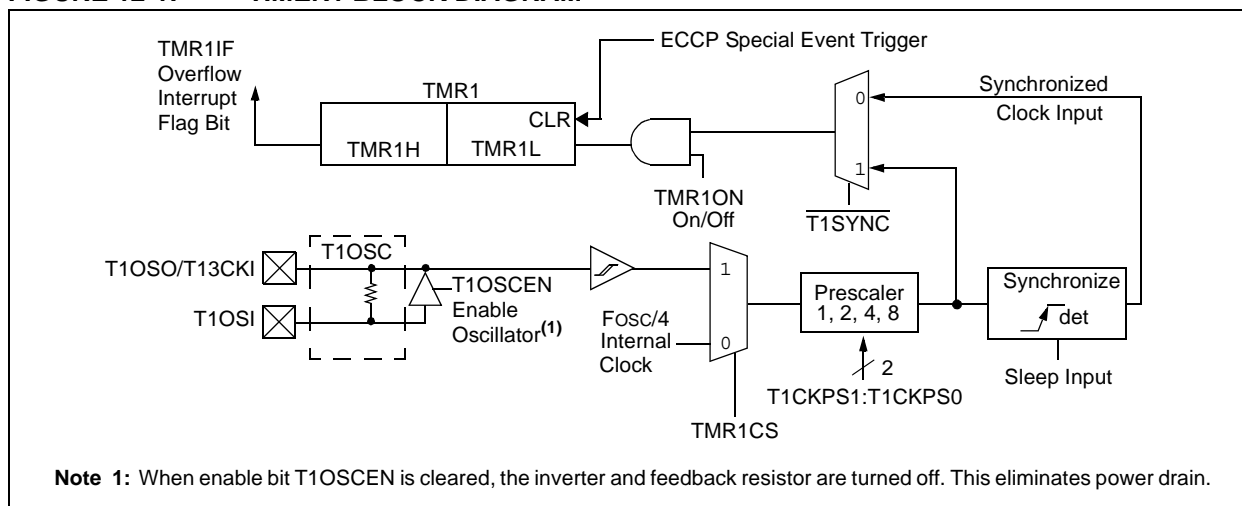 TMR1IF
Overflow
Interrupt
Flag Bit
TMR1
ECCP Special Event Trigger
CLR
TMR1H
TMR1L
TMR1ON
On/Off
0
1
T1SYNC
Synchronized
Clock Input
T1OSO/T13CKI
T1OSI
T1OSC
T1OSCEN
Enable
Oscillator(1)
FOSC/4
Internal
Clock
1
0
TMR1CS
Prescaler
1, 2, 4, 8
2
T1CKPS1:T1CKPS0
Synchronize
det
Sleep Input
Note 1: When enable bit T1OSCEN is cleared, the inverter and feedback resistor are turned off. This eliminates power drain.